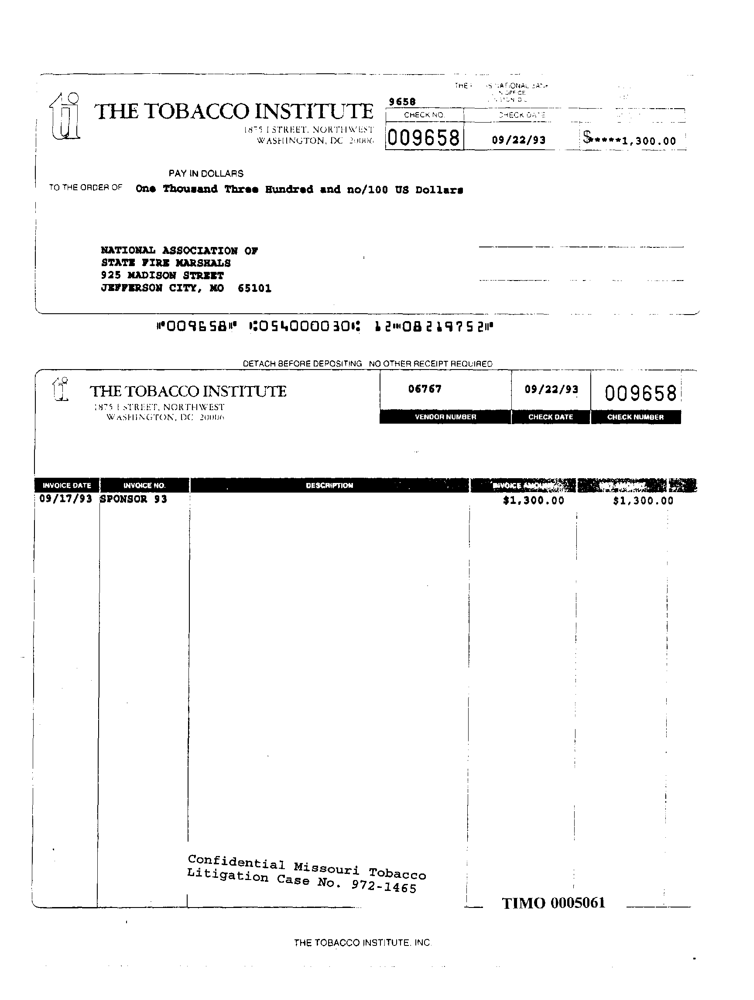 THE TOBACCO INSTITUTE
1875 I STREET, NORTHWEST
WASHINGTON, DC 20006
THE NATIONAL BANK
9658
CHECK NO.
CHECK DATE
009658
09/22/93
$*****1,300.00
PAY IN DOLLARS
TO THE ORDER OF One Thousand Three Hundred and no/100 US Dollars
NATIONAL ASSOCIATION OF
STATE FIRE MARSHALS
925 MADISON STREET
JEFFERSON CITY, MO 65101
⑈009658⑈ ⑆054000030⑆ 12⑈08219752⑈
DETACH BEFORE DEPOSITING NO OTHER RECEIPT REQUIRED
THE TOBACCO INSTITUTE
1875 I STREET, NORTHWEST
WASHINGTON, DC 20006
06767 09/22/93 009658
VENDOR NUMBER CHECK DATE CHECK NUMBER
INVOICE DATE INVOICE NO. DESCRIPTION INVOICE AMOUNT
09/17/93 SPONSOR 93 $1,300.00 $1,300.00
Confidential Missouri Tobacco
Litigation Case No. 972-1465
TIMO 0005061
THE TOBACCO INSTITUTE, INC.